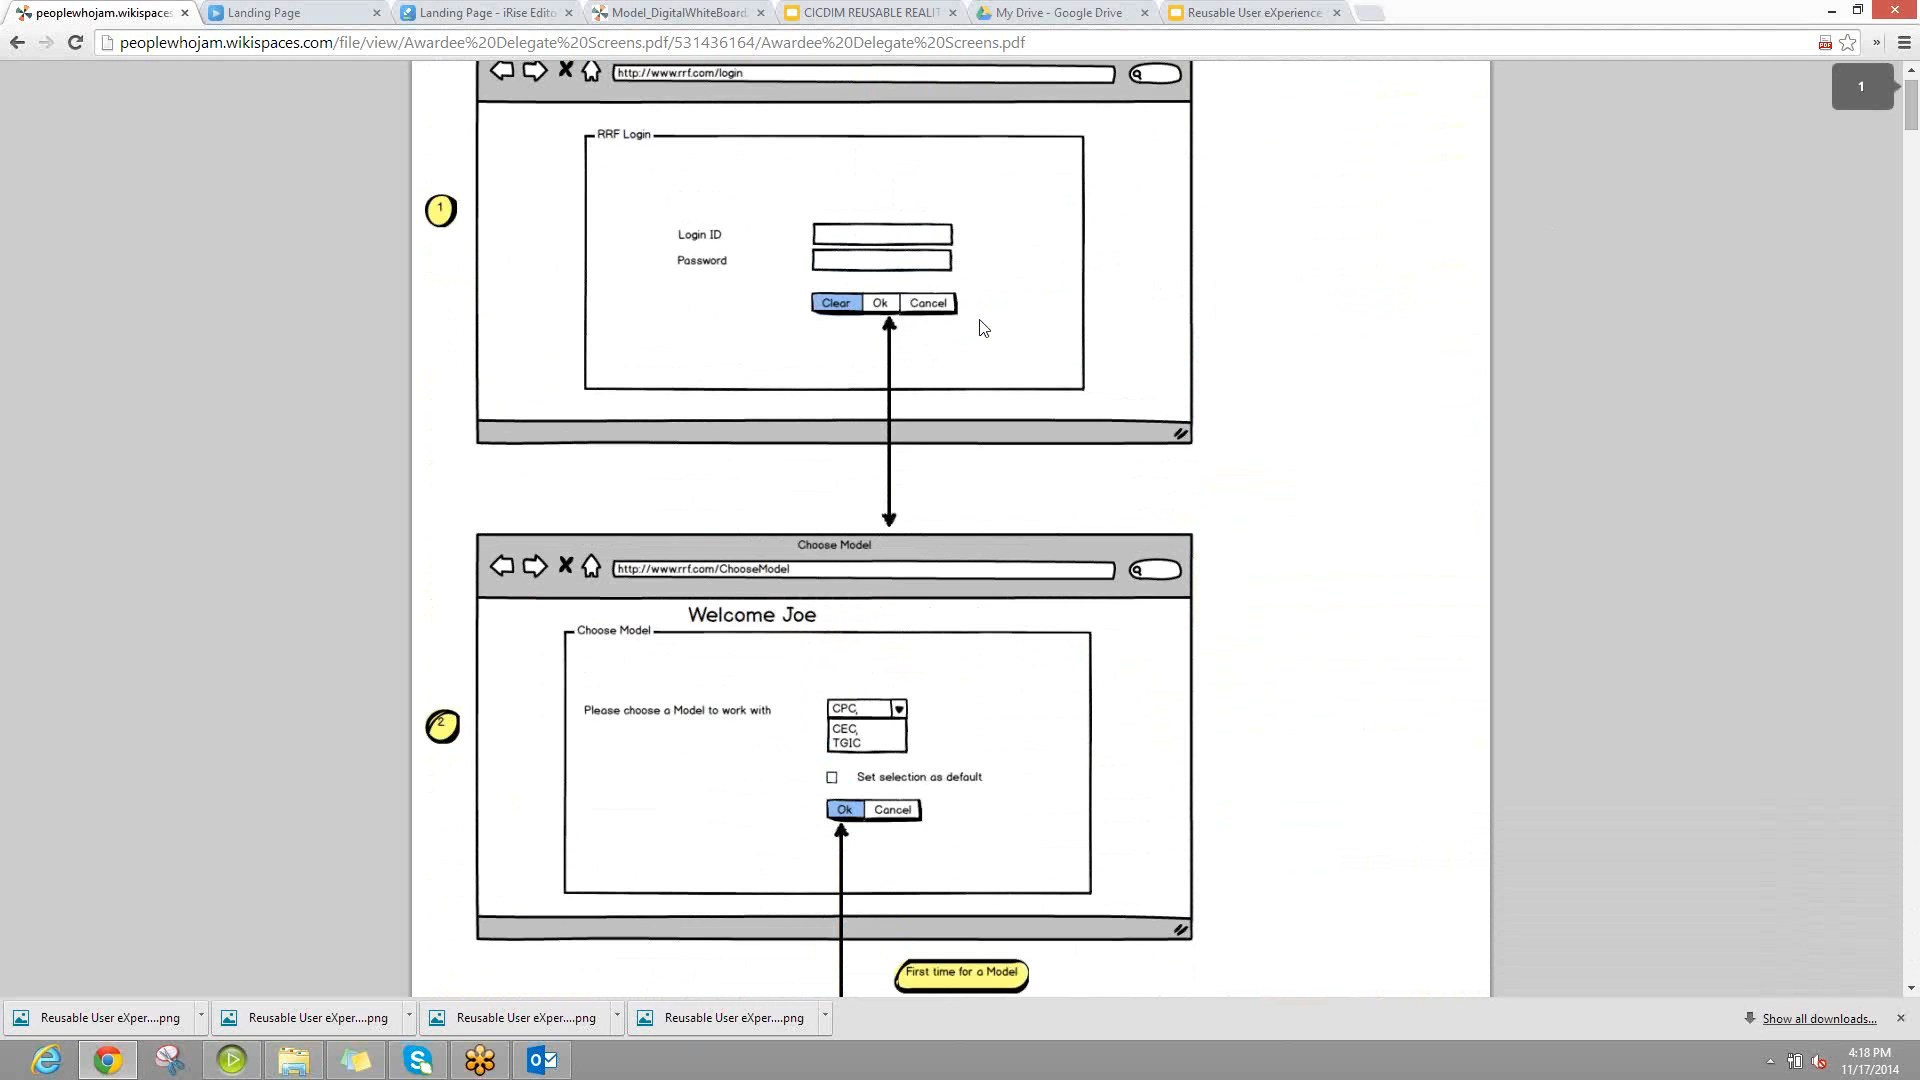 peoplewhojam.wikispaces
Landing Page
Landing Page - iRise Edito
Model_DigitalWhiteBoard
CICDIM REUSABLE REALIT
My Drive - Google Drive
Reusable User eXperience
peoplewhojam.wikispaces.com/file/view/Awardee%20Delegate%20Screens.pdf/531436164/Awardee%20Delegate%20Screens.pdf
http://www.rrf.com/login
1
RRF Login
1
Login ID
Password
Clear Ok Cancel
Choose Model
http://www.rrf.com/ChooseModel
Welcome Joe
Choose Model
2
Please choose a Model to work with
CPC,
CEC,
TGIC
Set selection as default
Ok Cancel
First time for a Model
Reusable User eXper....png
Reusable User eXper....png
Reusable User eXper....png
Reusable User eXper....png
Show all downloads...
4:18 PM
11/17/2014